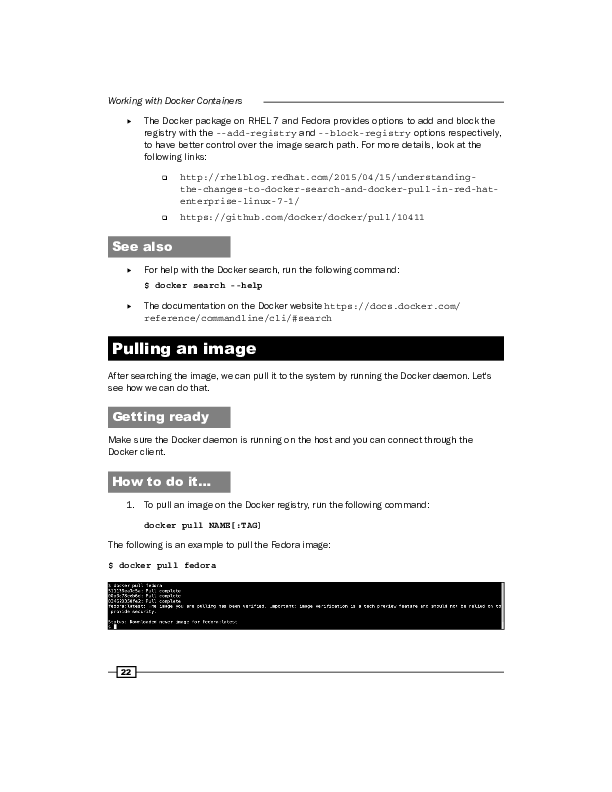 Working with Docker Containers
► The Docker package on RHEL 7 and Fedora provides options to add and block the
registry with the --add-registry and --block-registry options respectively,
to have better control over the image search path. For more details, look at the
following links:
❑ http://rhelblog.redhat.com/2015/04/15/understanding-
the-changes-to-docker-search-and-docker-pull-in-red-hat-
enterprise-linux-7-1/
❑ https://github.com/docker/docker/pull/10411
See also
► For help with the Docker search, run the following command:
$ docker search --help
► The documentation on the Docker website https://docs.docker.com/
reference/commandline/cli/#search
Pulling an image
After searching the image, we can pull it to the system by running the Docker daemon. Let's
see how we can do that.
Getting ready
Make sure the Docker daemon is running on the host and you can connect through the
Docker client.
How to do it…
1. To pull an image on the Docker registry, run the following command:
docker pull NAME[:TAG]
The following is an example to pull the Fedora image:
$ docker pull fedora
$ docker pull fedora
Pull complete
Pull complete
Pull complete
fedora:latest: The image you are pulling has been verified. Important: image verification is a tech preview feature and should not be relied on to
provide security.
Status: Downloaded newer image for fedora:latest
$
22